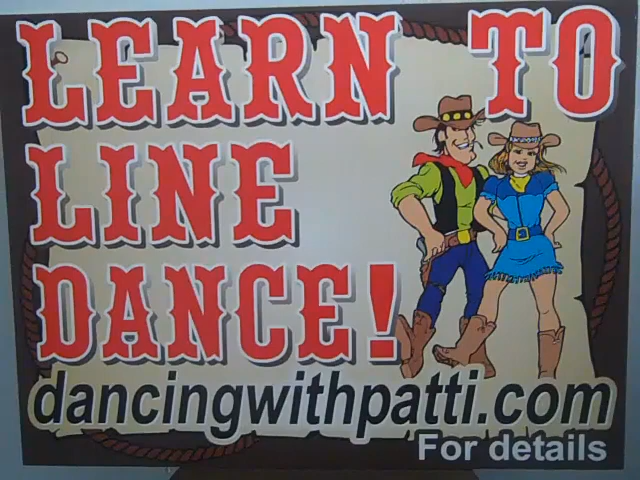 LEARN TO
LINE
DANCE!
dancingwithpatti.com
For details